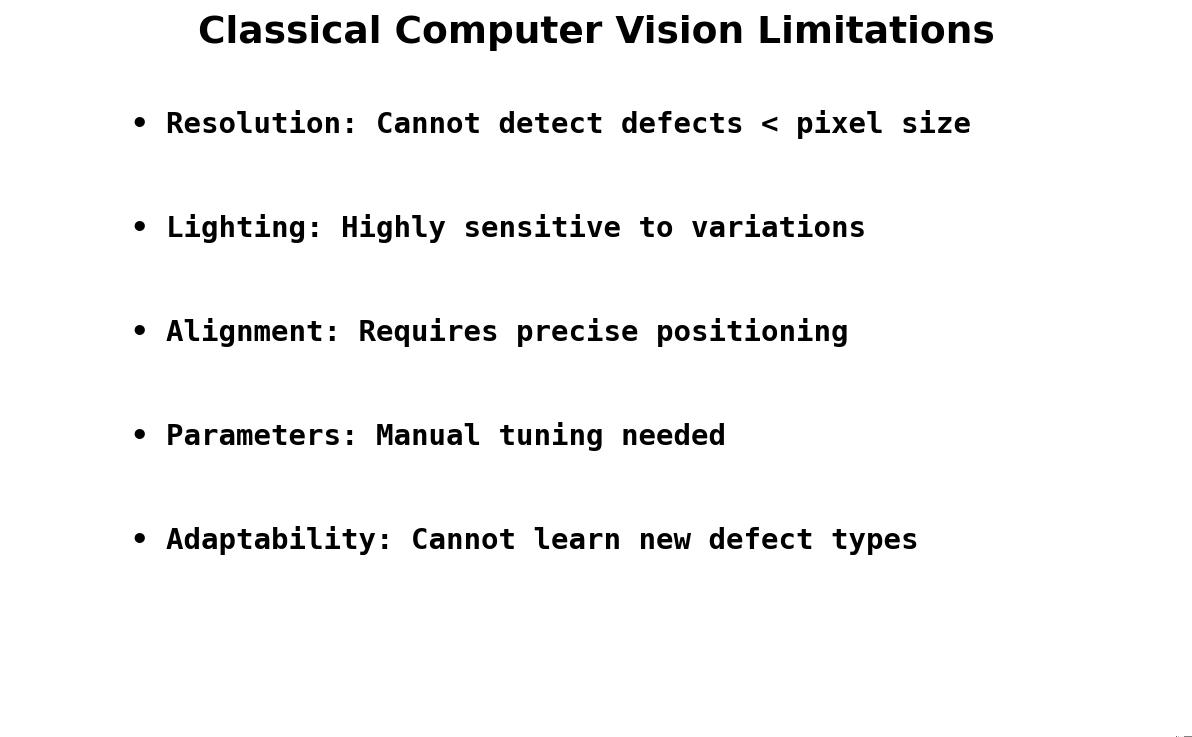 Classical Computer Vision Limitations
• Resolution: Cannot detect defects < pixel size
• Lighting: Highly sensitive to variations
• Alignment: Requires precise positioning
• Parameters: Manual tuning needed
• Adaptability: Cannot learn new defect types